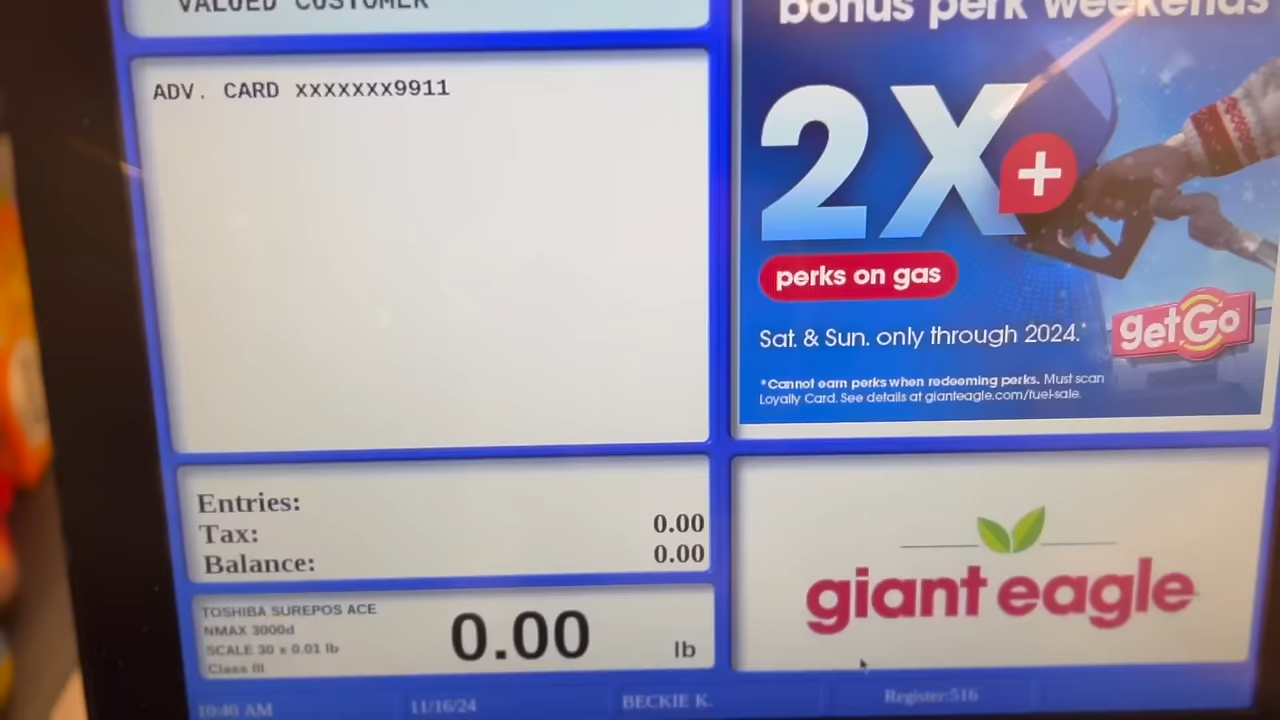 VALUED CUSTOMER
ADV. CARD xxxxxxx9911
Entries:
Tax: 0.00
Balance: 0.00
TOSHIBA SUREPOS ACE
NMAX 3000d
SCALE 30 x 0.01 lb
Class III
0.00 lb
10:40 AM 11/16/24 BECKIE K. Register:516
bonus perk weekends
2X+
perks on gas
Sat. & Sun. only through 2024.*
getGo
*Cannot earn perks when redeeming perks. Must scan
Loyalty Card. See details at gianteagle.com/fuel-sale.
giant eagle